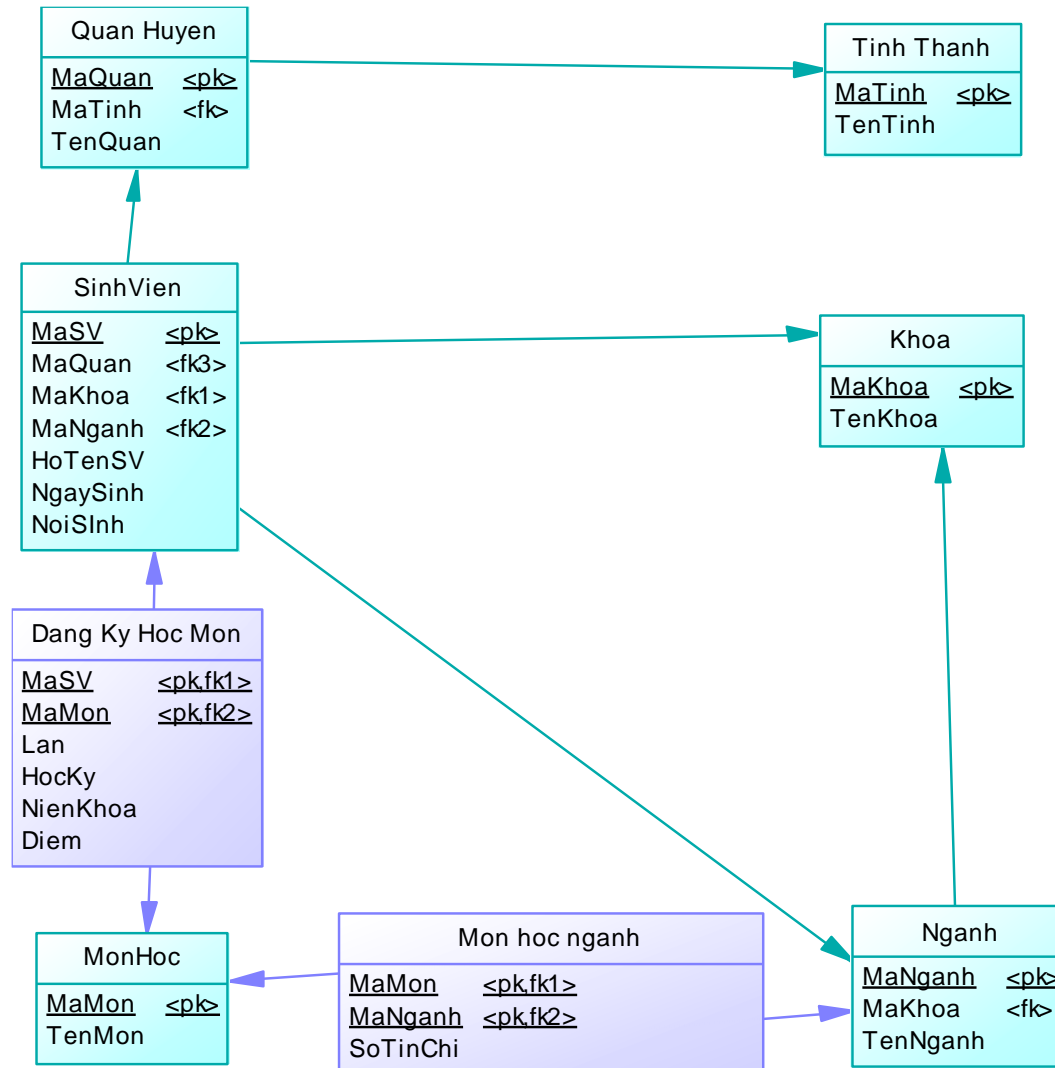 Quan Huyen
MaQuan <pk>
MaTinh <fk>
TenQuan
Tinh Thanh
MaTinh <pk>
TenTinh
SinhVien
MaSV <pk>
MaQuan <fk3>
MaKhoa <fk1>
MaNganh <fk2>
HoTenSV
NgaySinh
NoiSInh
Khoa
MaKhoa <pk>
TenKhoa
Dang Ky Hoc Mon
MaSV <pk,fk1>
MaMon <pk,fk2>
Lan
HocKy
NienKhoa
Diem
MonHoc
MaMon <pk>
TenMon
Mon hoc nganh
MaMon <pk,fk1>
MaNganh <pk,fk2>
SoTinChi
Nganh
MaNganh <pk>
MaKhoa <fk>
TenNganh